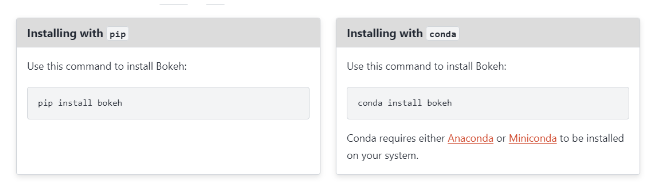 Installing with pip
Use this command to install Bokeh:
pip install bokeh
Installing with conda
Use this command to install Bokeh:
conda install bokeh
Conda requires either Anaconda or Miniconda to be installed
on your system.